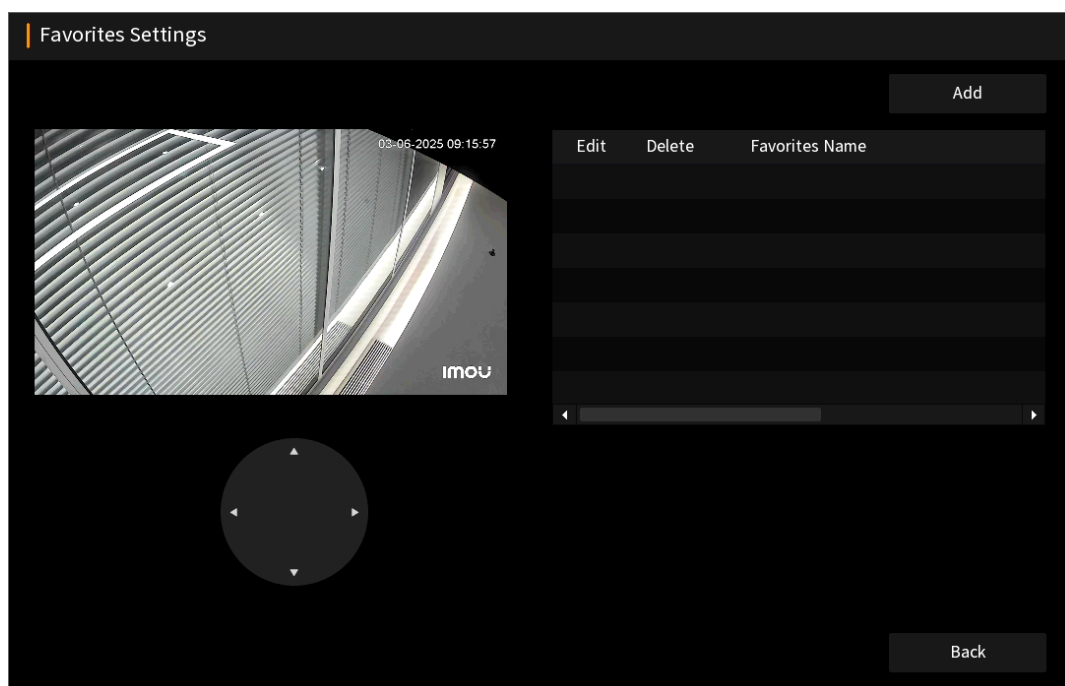 Favorites Settings
Add
03-06-2025 09:15:57
Edit Delete Favorites Name
imou
Back